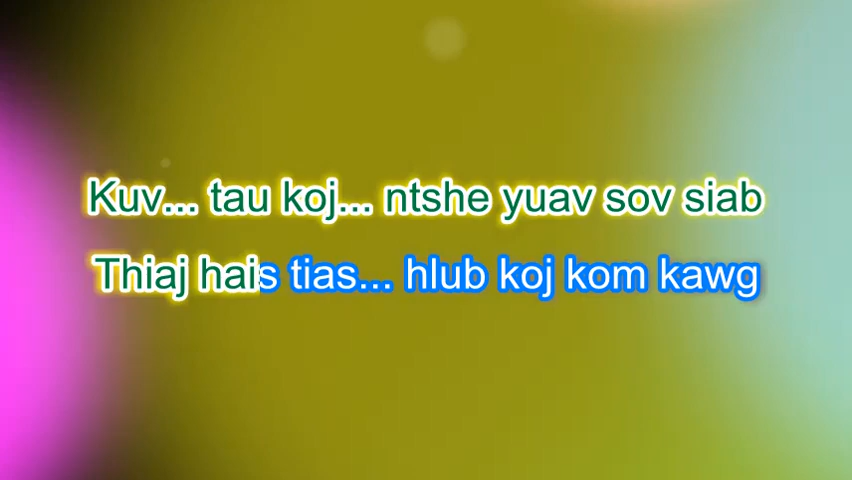 Kuv... tau koj... ntshe yuav sov siab
Thiaj hais tias... hlub koj kom kawg